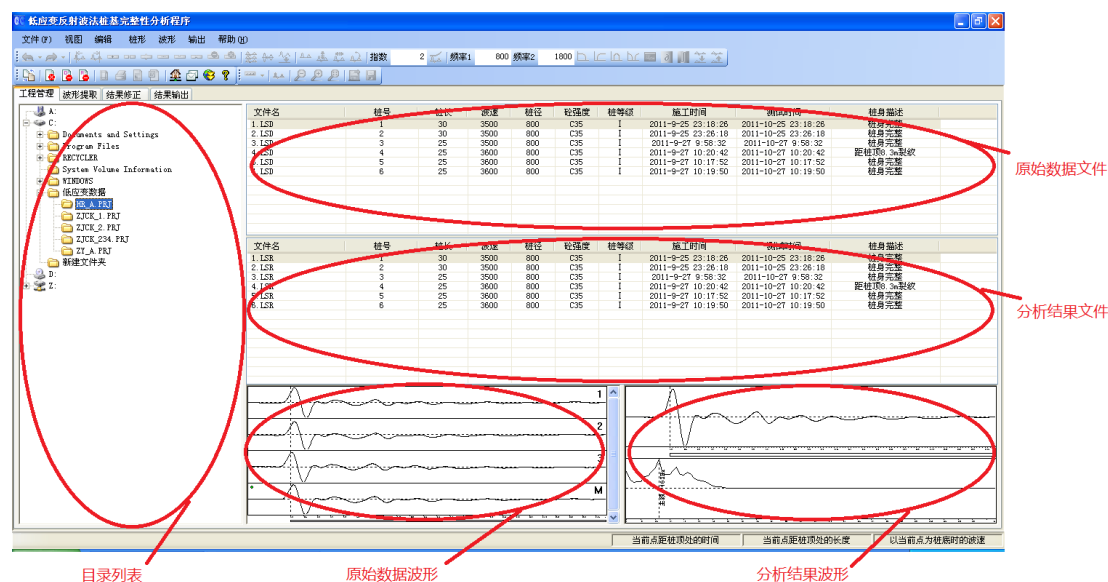 低应变反射波法桩基完整性分析程序
文件(F) 视图 编辑 桩形 波形 输出 帮助(H)
指数 2 频率1 800 频率2 1800
工程管理 波形提取 结果修正 结果输出
A:
C:
Documents and Settings
Program Files
RECYCLER
System Volume Information
WINDOWS
低应变数据
HR_A.PRJ
ZJCK_1.PRJ
ZJCK_2.PRJ
ZJCK_234.PRJ
ZY_A.PRJ
新建文件夹
D:
Z:
文件名 桩号 桩长 波速 桩径 砼强度 桩等级 施工时间 测试时间 桩身描述
1.LSD 1 30 3500 800 C35 I 2011-9-25 23:18:26 2011-10-25 23:18:26 桩身完整
2.LSD 2 30 3500 800 C35 I 2011-9-25 23:26:18 2011-10-25 23:26:18 桩身完整
3.LSD 3 25 3500 800 C35 I 2011-9-27 9:58:32 2011-10-27 9:58:32 桩身完整
4.LSD 4 25 3600 800 C35 I 2011-9-27 10:20:42 2011-10-27 10:20:42 距桩顶8.3m裂纹
5.LSD 5 25 3600 800 C35 I 2011-9-27 10:17:52 2011-10-27 10:17:52 桩身完整
6.LSD 6 25 3600 800 C35 I 2011-9-27 10:19:50 2011-10-27 10:19:50 桩身完整
原始数据文件
文件名 桩号 桩长 波速 桩径 砼强度 桩等级 施工时间 测试时间 桩身描述
1.LSR 1 30 3500 800 C35 I 2011-9-25 23:18:26 2011-10-25 23:18:26 桩身完整
2.LSR 2 30 3500 800 C35 I 2011-9-25 23:26:18 2011-10-25 23:26:18 桩身完整
3.LSR 3 25 3500 800 C35 I 2011-9-27 9:58:32 2011-10-27 9:58:32 桩身完整
4.LSR 4 25 3600 800 C35 I 2011-9-27 10:20:42 2011-10-27 10:20:42 距桩顶8.3m裂纹
5.LSR 5 25 3600 800 C35 I 2011-9-27 10:17:52 2011-10-27 10:17:52 桩身完整
6.LSR 6 25 3600 800 C35 I 2011-9-27 10:19:50 2011-10-27 10:19:50 桩身完整
分析结果文件
1
2
3
M
当前点距桩顶处的时间 当前点距桩顶处的长度 以当前点为桩底时的波速
目录列表 原始数据波形 分析结果波形